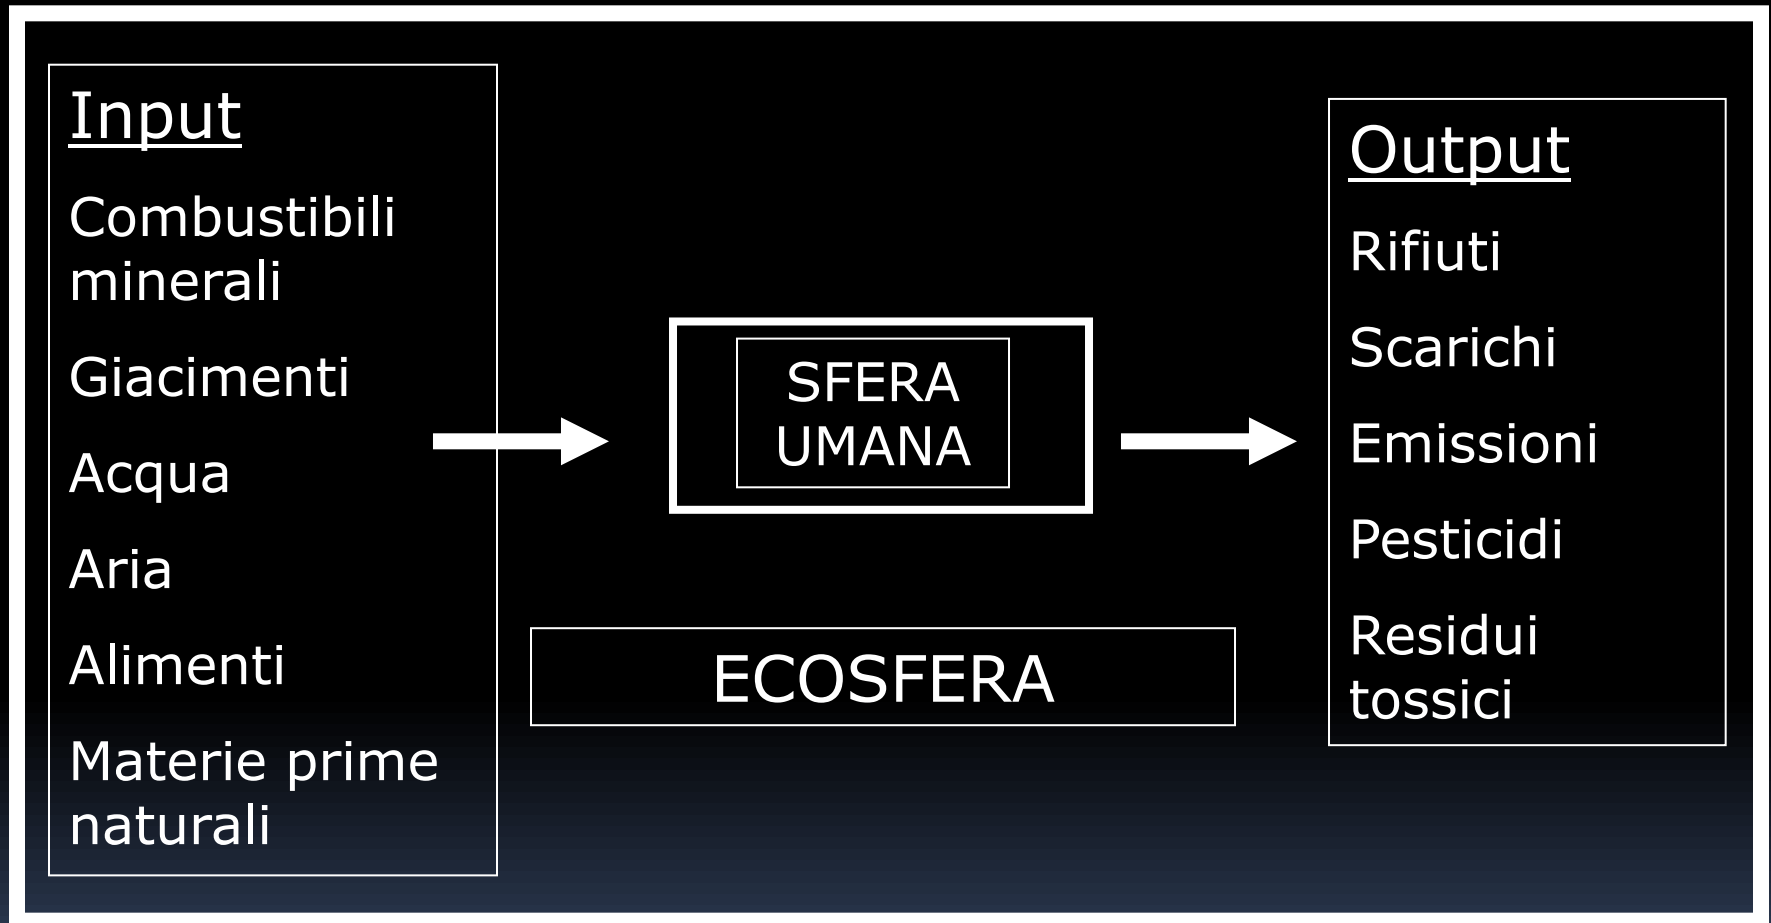 Input
Combustibili
minerali
Giacimenti
Acqua
Aria
Alimenti
Materie prime
naturali
SFERA
UMANA
ECOSFERA
Output
Rifiuti
Scarichi
Emissioni
Pesticidi
Residui
tossici